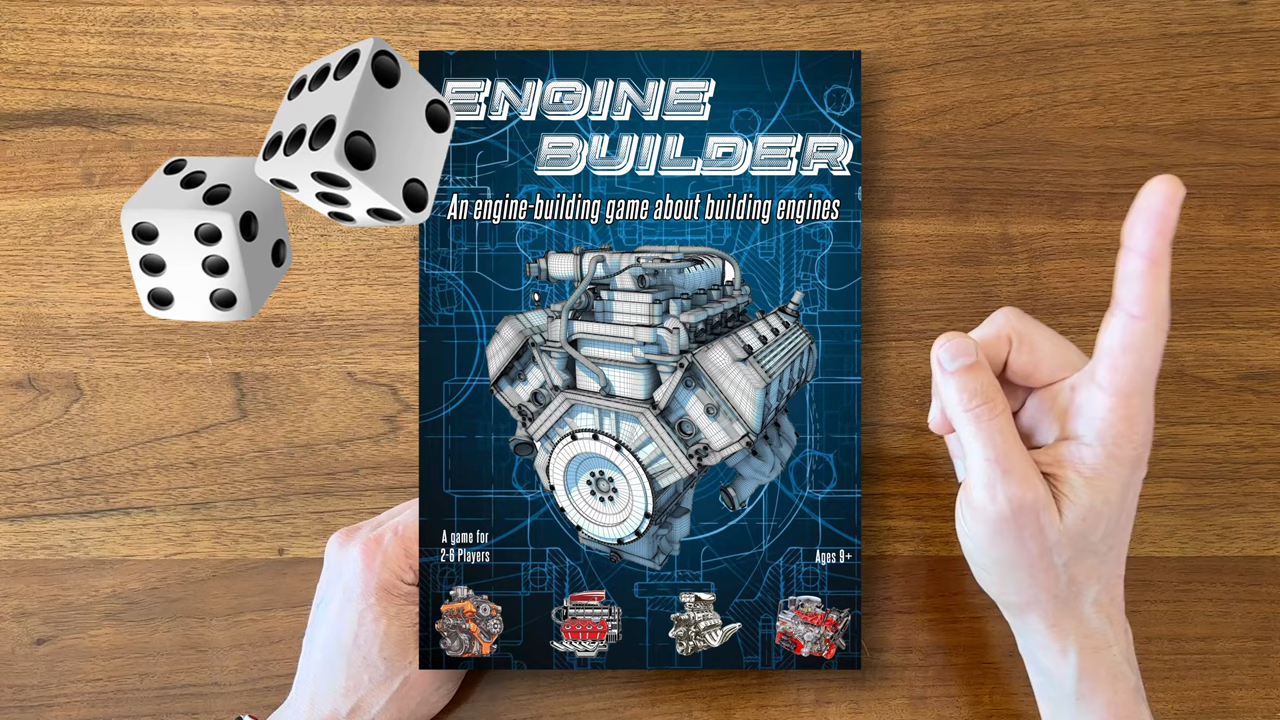 ENGINE
BUILDER
An engine-building game about building engines
A game for
2-6 Players
Ages 9+